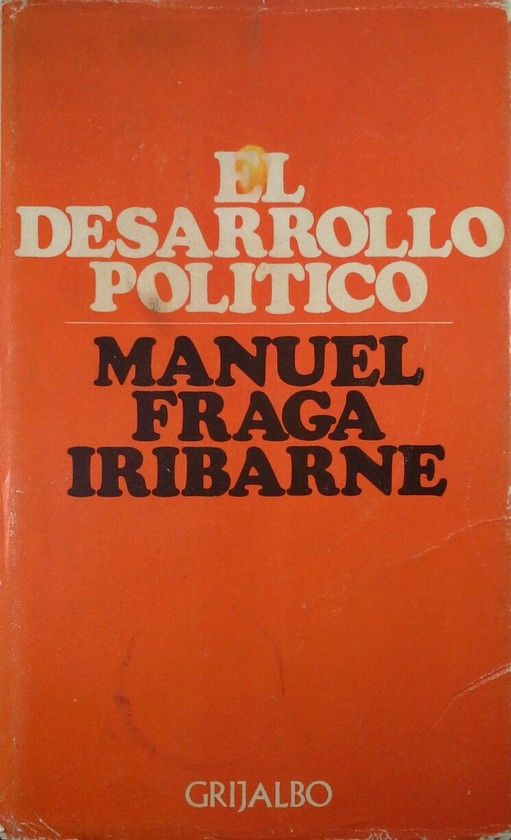 EL
DESARROLLO
POLITICO
MANUEL
FRAGA
IRIBARNE
GRIJALBO